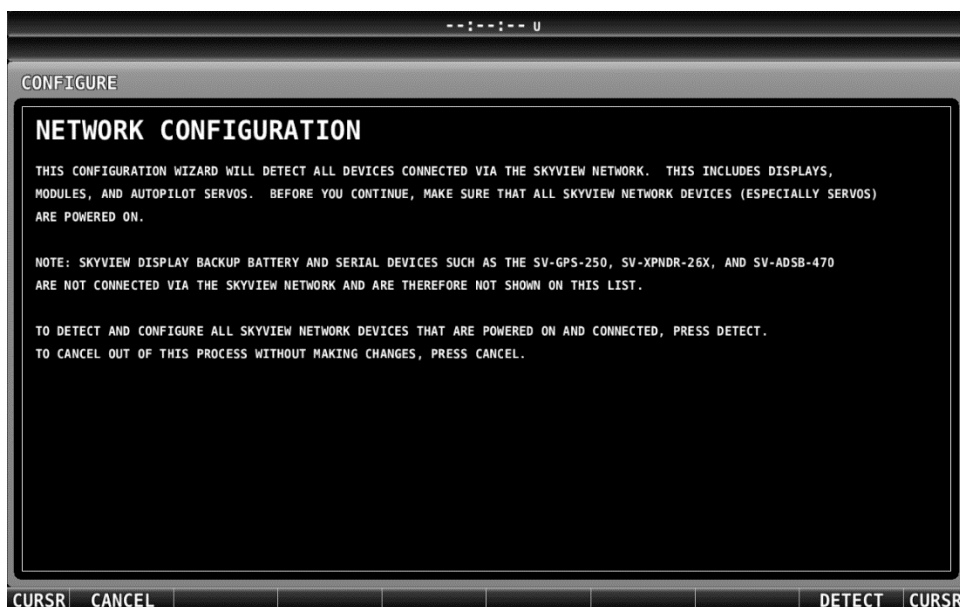 --:--:-- U
CONFIGURE
NETWORK CONFIGURATION
THIS CONFIGURATION WIZARD WILL DETECT ALL DEVICES CONNECTED VIA THE SKYVIEW NETWORK.  THIS INCLUDES DISPLAYS,
MODULES, AND AUTOPILOT SERVOS.  BEFORE YOU CONTINUE, MAKE SURE THAT ALL SKYVIEW NETWORK DEVICES (ESPECIALLY SERVOS)
ARE POWERED ON.
NOTE: SKYVIEW DISPLAY BACKUP BATTERY AND SERIAL DEVICES SUCH AS THE SV-GPS-250, SV-XPNDR-26X, AND SV-ADSB-470
ARE NOT CONNECTED VIA THE SKYVIEW NETWORK AND ARE THEREFORE NOT SHOWN ON THIS LIST.
TO DETECT AND CONFIGURE ALL SKYVIEW NETWORK DEVICES THAT ARE POWERED ON AND CONNECTED, PRESS DETECT.
TO CANCEL OUT OF THIS PROCESS WITHOUT MAKING CHANGES, PRESS CANCEL.
CURSR CANCEL DETECT CURSR